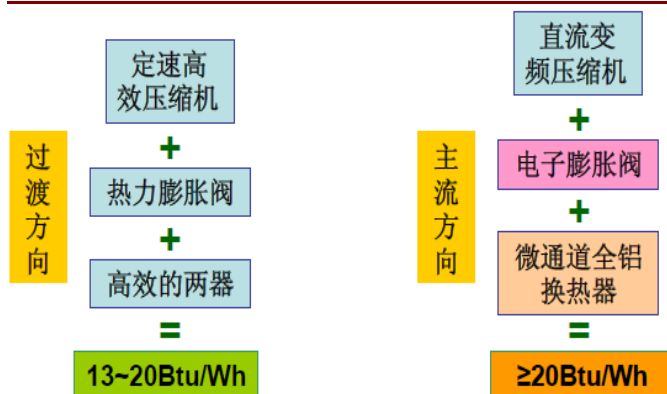 过
渡
方
向
定速高
效压缩机
+
热力膨胀阀
+
高效的两器
=
13~20Btu/Wh
主
流
方
向
直流变
频压缩机
+
电子膨胀阀
+
微通道全铝
换热器
=
≥20Btu/Wh